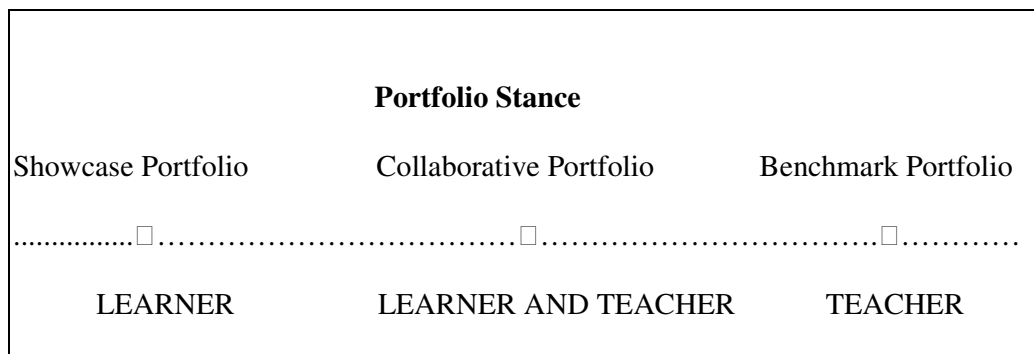 Portfolio Stance
Showcase Portfolio Collaborative Portfolio Benchmark Portfolio
................□………………………………□…………………………….□…………
LEARNER LEARNER AND TEACHER TEACHER